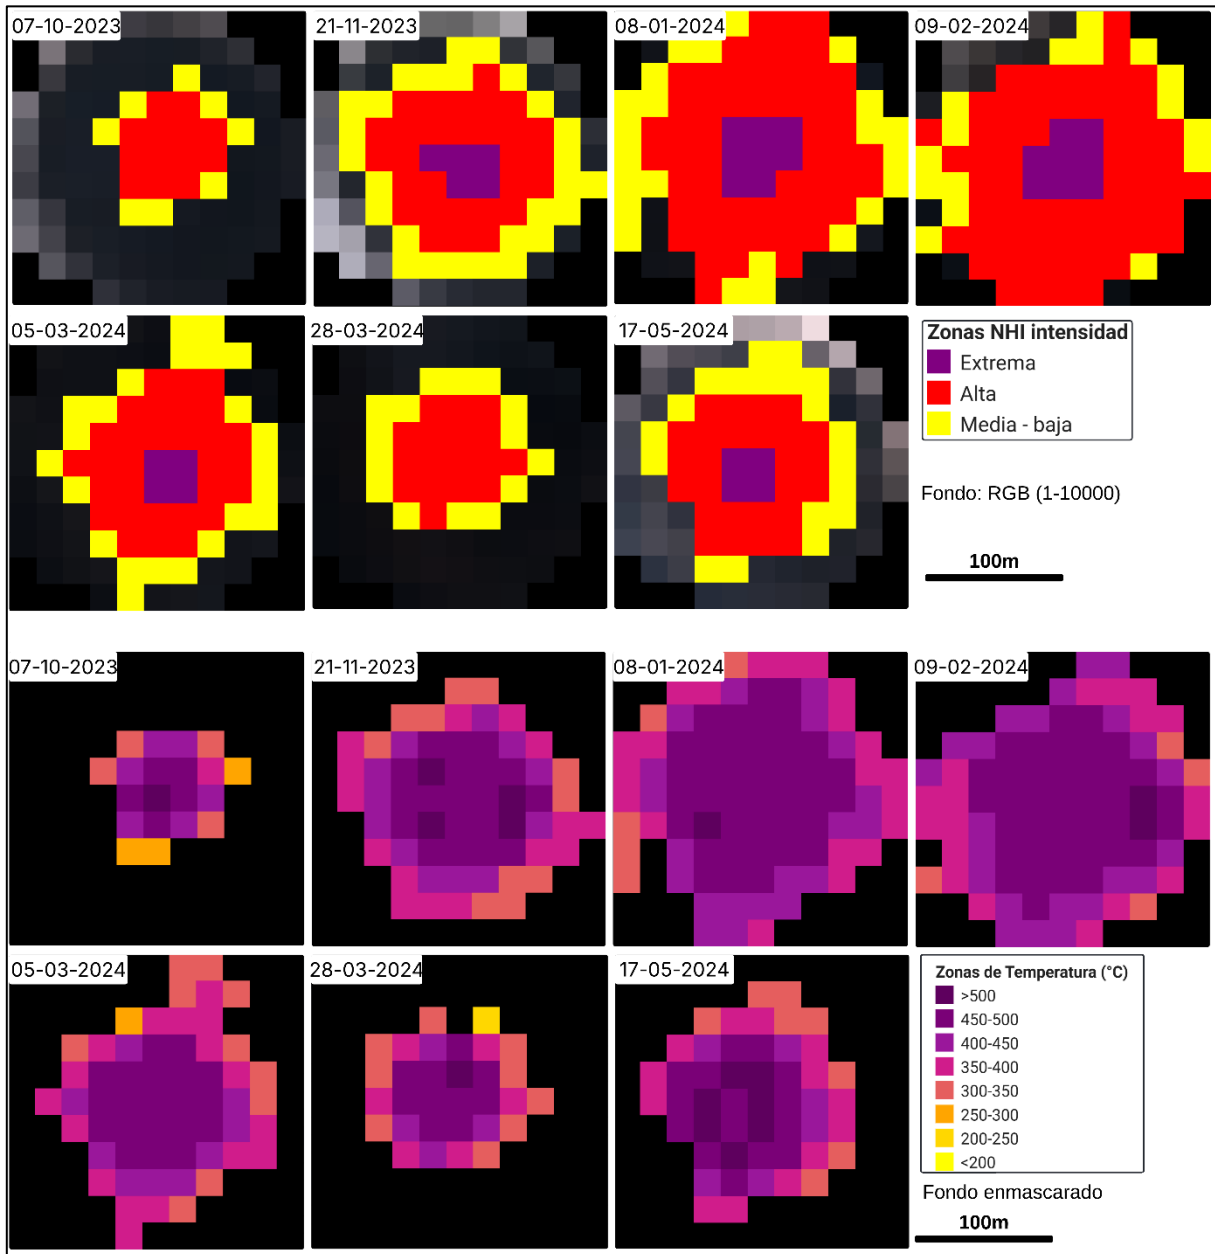 07-10-2023
21-11-2023
08-01-2024
09-02-2024
05-03-2024
28-03-2024
17-05-2024
Zonas NHI intensidad
Extrema
Alta
Media - baja
Fondo: RGB (1-10000)
100m
07-10-2023
21-11-2023
08-01-2024
09-02-2024
05-03-2024
28-03-2024
17-05-2024
Zonas de Temperatura (°C)
>500
450-500
400-450
350-400
300-350
250-300
200-250
<200
Fondo enmascarado
100m